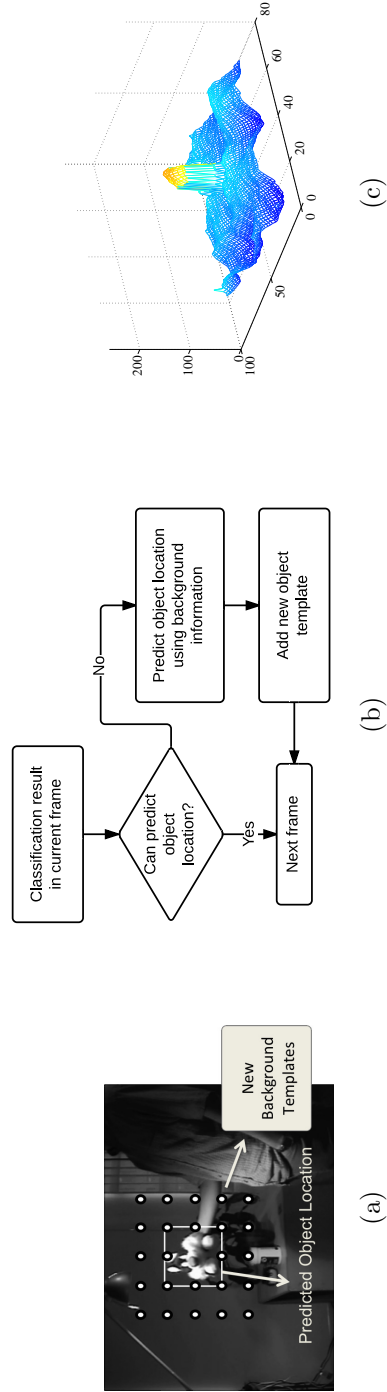 New
Background
Templates
Predicted Object Location
(a)
Classification result
in current frame
Can predict
object
location?
No
Yes
Predict object location
using background
information
Add new object
template
Next frame
(b)
200
100
0
100
50
0
0
20
40
60
80
(c)